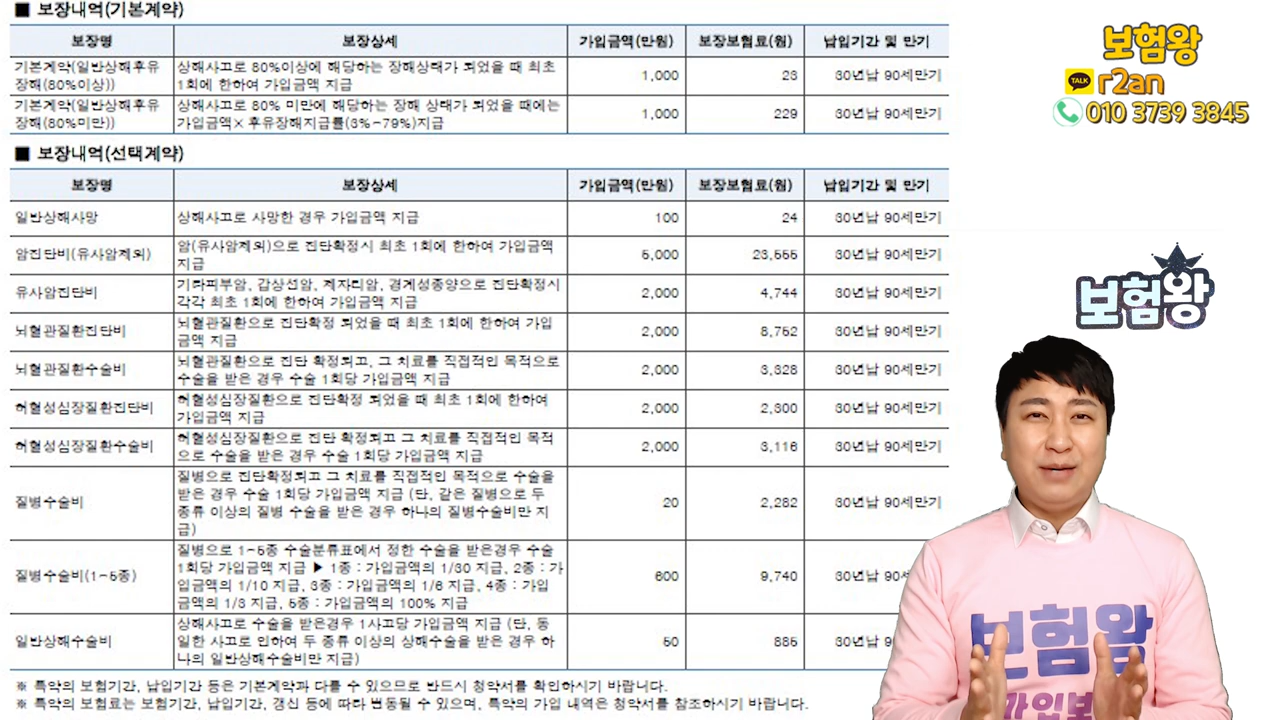 ■ 보장내역(기본계약)
보장명 보장상세 가입금액(만원) 보장보험료(원) 납입기간 및 만기
기본계약(일반상해후유
장해(80%이상))
상해사고로 80%이상에 해당하는 장해상태가 되었을 때 최초
1회에 한하여 가입금액 지급
1,000 23 30년납 90세만기
기본계약(일반상해후유
장해(80%미만))
상해사고로 80% 미만에 해당하는 장해 상태가 되었을 때에는
가입금액× 후유장해지급률(3%~79%)지급
1,000 229 30년납 90세만기
■ 보장내역(선택계약)
보장명 보장상세 가입금액(만원) 보장보험료(원) 납입기간 및 만기
일반상해사망 상해사고로 사망한 경우 가입금액 지급 100 24 30년납 90세만기
암진단비(유사암제외)
암(유사암제외)으로 진단확정시 최초 1회에 한하여 가입금액
지급
5,000 23,555 30년납 90세만기
유사암진단비
기타피부암, 갑상선암, 제자리암, 경계성종양으로 진단확정시
각각 최초 1회에 한하여 가입금액 지급
2,000 4,744 30년납 90세만기
뇌혈관질환진단비
뇌혈관질환으로 진단확정 되었을 때 최초 1회에 한하여 가입
금액 지급
2,000 8,752 30년납 90세만기
뇌혈관질환수술비
뇌혈관질환으로 진단 확정되고, 그 치료를 직접적인 목적으로
수술을 받은 경우 수술 1회당 가입금액 지급
2,000 3,328 30년납 90세만기
허혈성심장질환진단비
허혈성심장질환으로 진단확정 되었을 때 최초 1회에 한하여
가입금액 지급
2,000 2,300 30년납 90세만기
허혈성심장질환수술비
허혈성심장질환으로 진단 확정되고 그 치료를 직접적인 목적
으로 수술을 받은 경우 수술 1회당 가입금액 지급
2,000 3,116 30년납 90세만기
질병수술비
질병으로 진단확정되고 그 치료를 직접적인 목적으로 수술을
받은 경우 수술 1회당 가입금액 지급 (단, 같은 질병으로 두
종류 이상의 질병 수술을 받은 경우 하나의 질병수술비만 지
급)
20 2,282 30년납 90세만기
질병수술비(1~5종)
질병으로 1~5종 수술분류표에서 정한 수술을 받은경우 수술
1회당 가입금액 지급 ▶ 1종 : 가입금액의 1/30 지급, 2종 : 가
입금액의 1/10 지급, 3종 : 가입금액의 1/6 지급, 4종 : 가입
금액의 1/3 지급, 5종 : 가입금액의 100% 지급
600 9,740 30년납 90세
일반상해수술비
상해사고로 수술을 받은경우 1사고당 가입금액 지급 (단, 동
일한 사고로 인하여 두 종류 이상의 상해수술을 받은 경우 하
나의 일반상해수술비만 지급)
50 885 30년납
※ 특약의 보험기간, 납입기간 등은 기본계약과 다를 수 있으므로 반드시 청약서를 확인하시기 바랍니다.
※ 특약의 보험료는 보험기간, 납입기간, 갱신 등에 따라 변동될 수 있으며, 특약의 가입 내역은 청약서를 참조하시기 바랍니다.
보험왕
TALK r2an
010 3739 3845
보험왕
보험왕
가입보